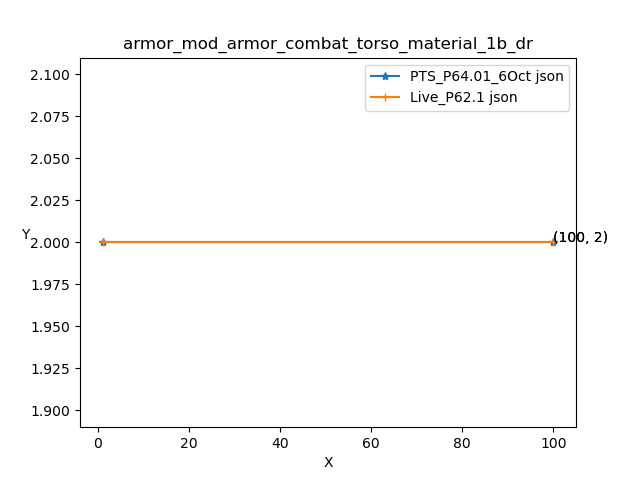 armor_mod_armor_combat_torso_material_1b_dr
PTS_P64.01_6Oct json
Live_P62.1 json
2.100
2.075
2.050
2.025
2.000
1.975
1.950
1.925
1.900
Y
(100, 2)
0 20 40 60 80 100
X